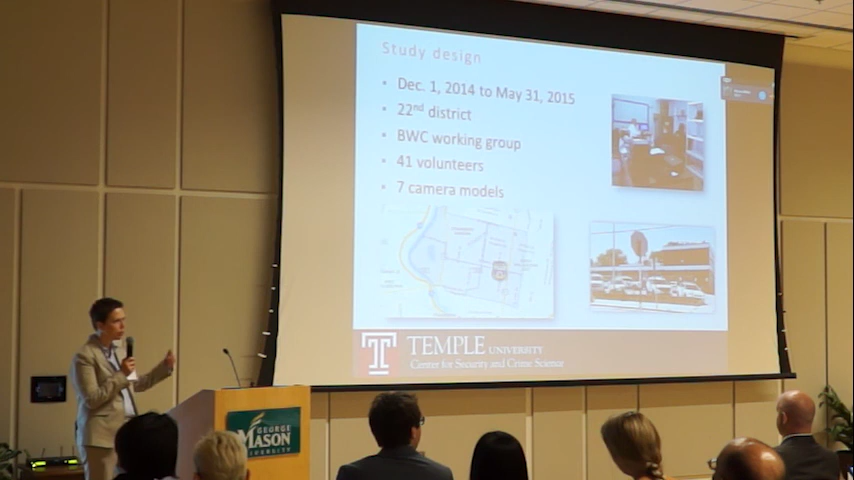 Study design
• Dec. 1, 2014 to May 31, 2015
• 22nd district
• BWC working group
• 41 volunteers
• 7 camera models
T TEMPLE UNIVERSITY
Center for Security and Crime Science
GEORGE
MASON
UNIVERSITY